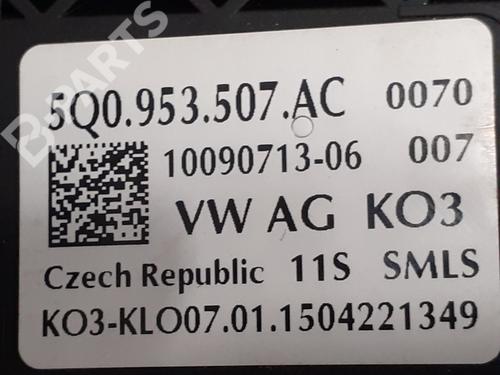 B-PARTS
5Q0.953.507.AC 0070
10090713-06 007
VW AG KO3
Czech Republic 11S SMLS
KO3-KLO07.01.1504221349